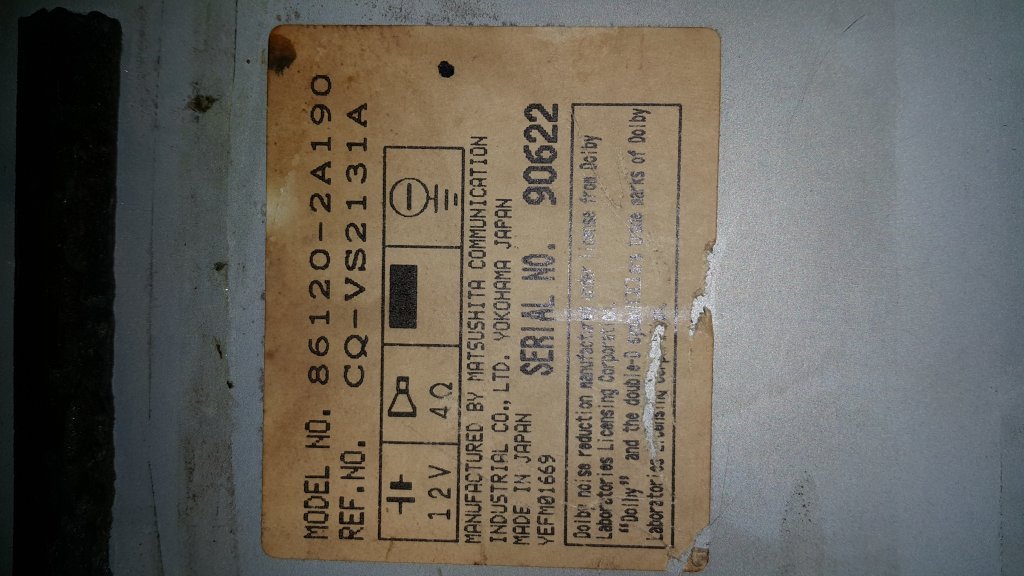 MODEL NO. 86120-2A190
REF.NO. CQ-VS2131A
12V 4Ω
MANUFACTURED BY MATSUSHITA COMMUNICATION
INDUSTRIAL CO., LTD. YOKOHAMA JAPAN
MADE IN JAPAN
YEFM01669
SERIAL NO. 90622
Dolby noise reduction manufactured under license from Dolby
Laboratories Licensing Corporation.
"Dolby" and the double-D symbol are trade marks of Dolby
Laboratories Licensing Corporation.